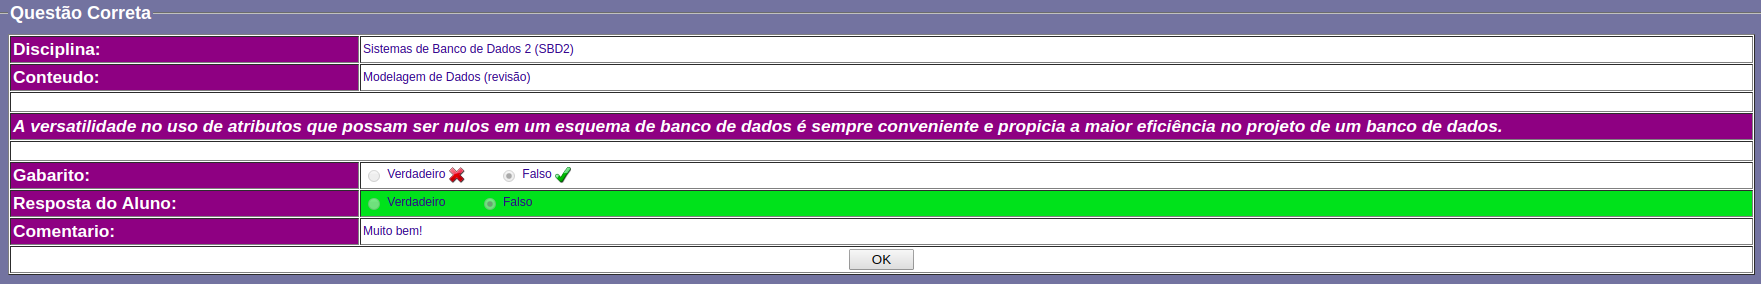 Questão Correta
Disciplina: Sistemas de Banco de Dados 2 (SBD2)
Conteudo: Modelagem de Dados (revisão)
A versatilidade no uso de atributos que possam ser nulos em um esquema de banco de dados é sempre conveniente e propicia a maior eficiência no projeto de um banco de dados.
Gabarito: Verdadeiro Falso
Resposta do Aluno: Verdadeiro Falso
Comentario: Muito bem!
OK